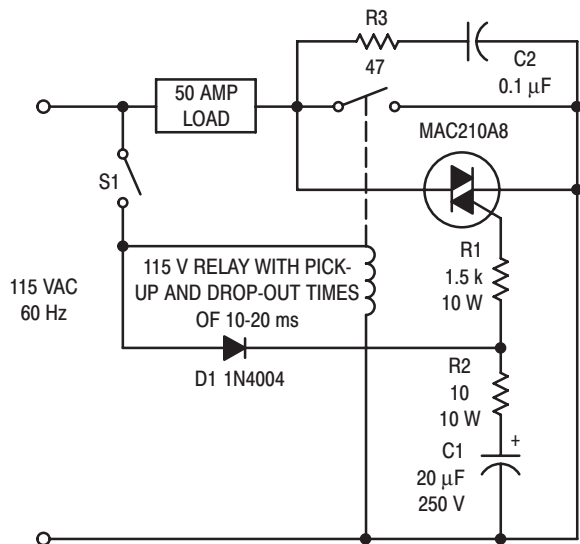 R3
47
C2
0.1 μF
50 AMP
LOAD
MAC210A8
S1
R1
1.5 k
10 W
115 V RELAY WITH PICK-
UP AND DROP-OUT TIMES
OF 10-20 ms
115 VAC
60 Hz
D1 1N4004
R2
10
10 W
C1
+
20 μF
250 V